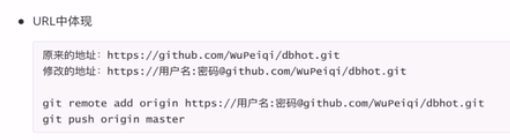 URL中体现
原来的地址：https://github.com/WuPeiqi/dbhot.git
修改的地址：https://用户名:密码@github.com/WuPeiqi/dbhot.git
git remote add origin https://用户名:密码@github.com/WuPeiqi/dbhot.git
git push origin master